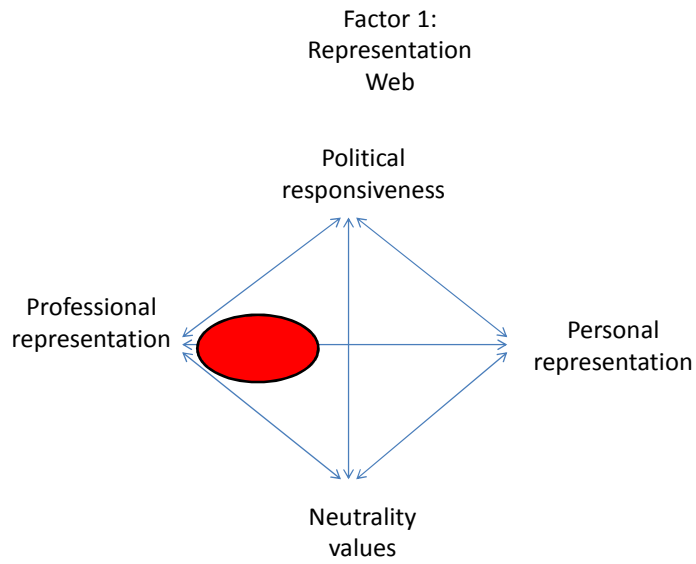 Factor 1:
Representation
Web
Political
responsiveness
Professional
representation
Personal
representation
Neutrality
values